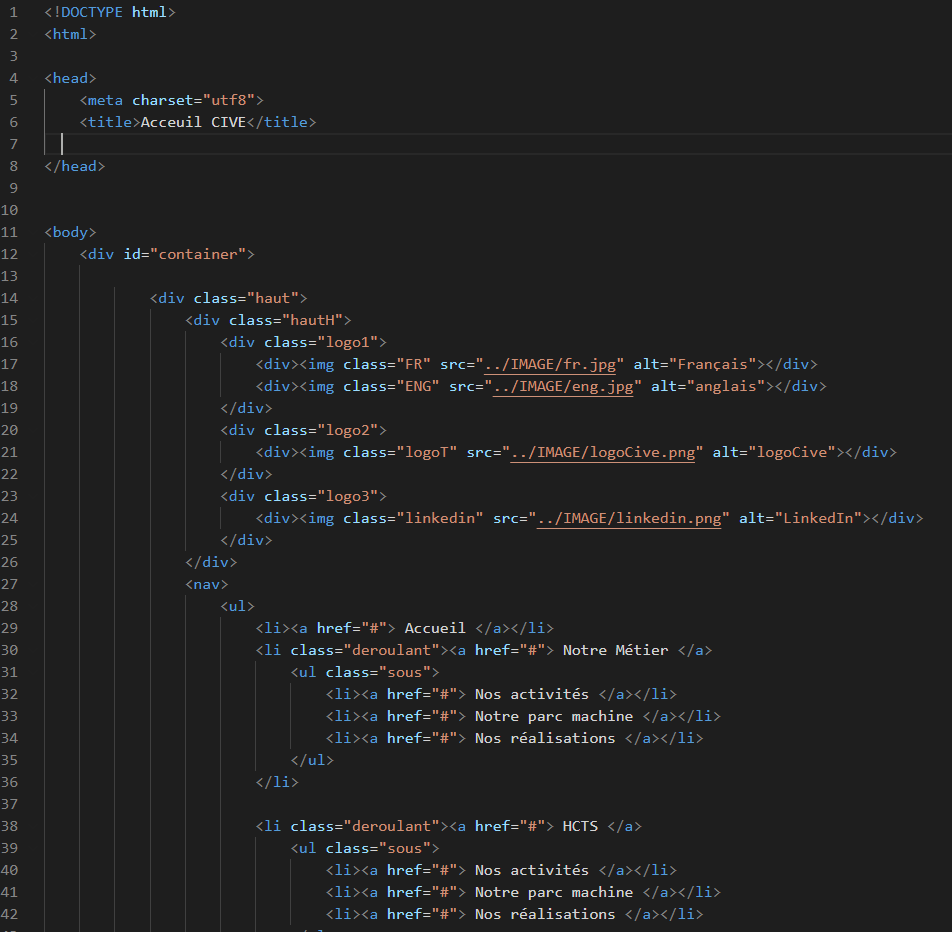 1 <!DOCTYPE html>
2 <html>
3
4 <head>
5     <meta charset="utf8">
6     <title>Acceuil CIVE</title>
7
8 </head>
9
10
11 <body>
12     <div id="container">
13
14             <div class="haut">
15                 <div class="hautH">
16                     <div class="logo1">
17                         <div><img class="FR" src="../IMAGE/fr.jpg" alt="Français"></div>
18                         <div><img class="ENG" src="../IMAGE/eng.jpg" alt="anglais"></div>
19                     </div>
20                     <div class="logo2">
21                         <div><img class="logoT" src="../IMAGE/logoCive.png" alt="logoCive"></div>
22                     </div>
23                     <div class="logo3">
24                         <div><img class="linkedin" src="../IMAGE/linkedin.png" alt="LinkedIn"></div>
25                     </div>
26                 </div>
27                 <nav>
28                     <ul>
29                         <li><a href="#"> Accueil </a></li>
30                         <li class="deroulant"><a href="#"> Notre Métier </a>
31                             <ul class="sous">
32                                 <li><a href="#"> Nos activités </a></li>
33                                 <li><a href="#"> Notre parc machine </a></li>
34                                 <li><a href="#"> Nos réalisations </a></li>
35                             </ul>
36                         </li>
37
38                         <li class="deroulant"><a href="#"> HCTS </a>
39                             <ul class="sous">
40                                 <li><a href="#"> Nos activités </a></li>
41                                 <li><a href="#"> Notre parc machine </a></li>
42                                 <li><a href="#"> Nos réalisations </a></li>